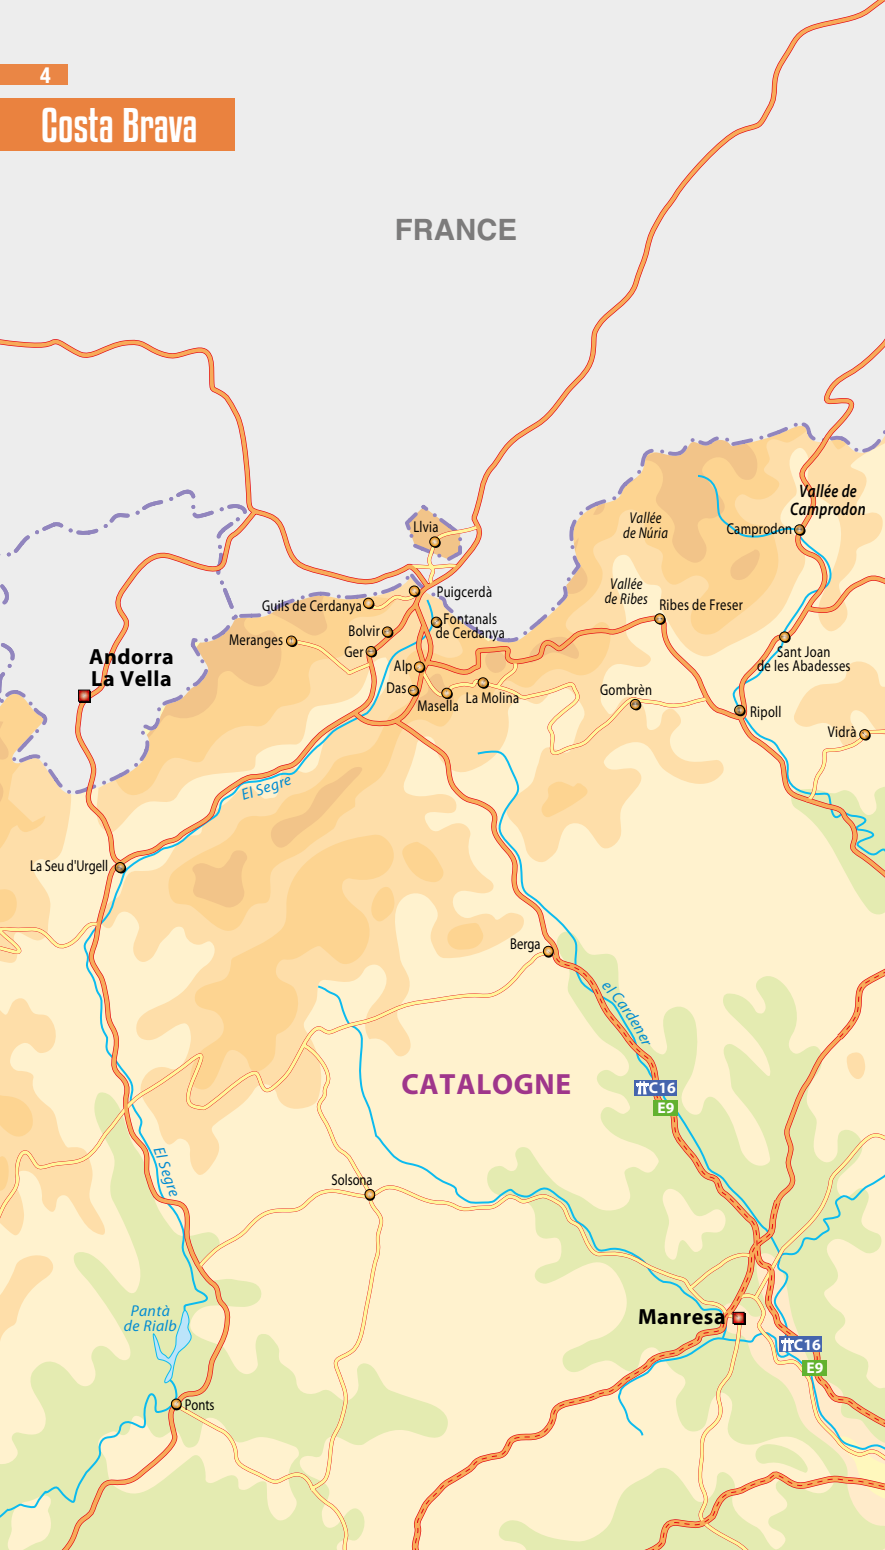 4
Costa Brava
FRANCE
Llvia
Vallée
de Núria
Vallée de
Camprodon
Camprodon
Guils de Cerdanya
Puigcerdà
Vallée
de Ribes
Ribes de Freser
Fontanals
de Cerdanya
Bolvir
Meranges
Ger
Sant Joan
de les Abadesses
Andorra
La Vella
Alp
Das
Masella
La Molina
Gombrèn
Ripoll
Vidrà
El Segre
La Seu d'Urgell
Berga
el Cardener
CATALOGNE
C16
E9
El Segre
Solsona
Pantà
de Rialb
Manresa
C16
E9
Ponts